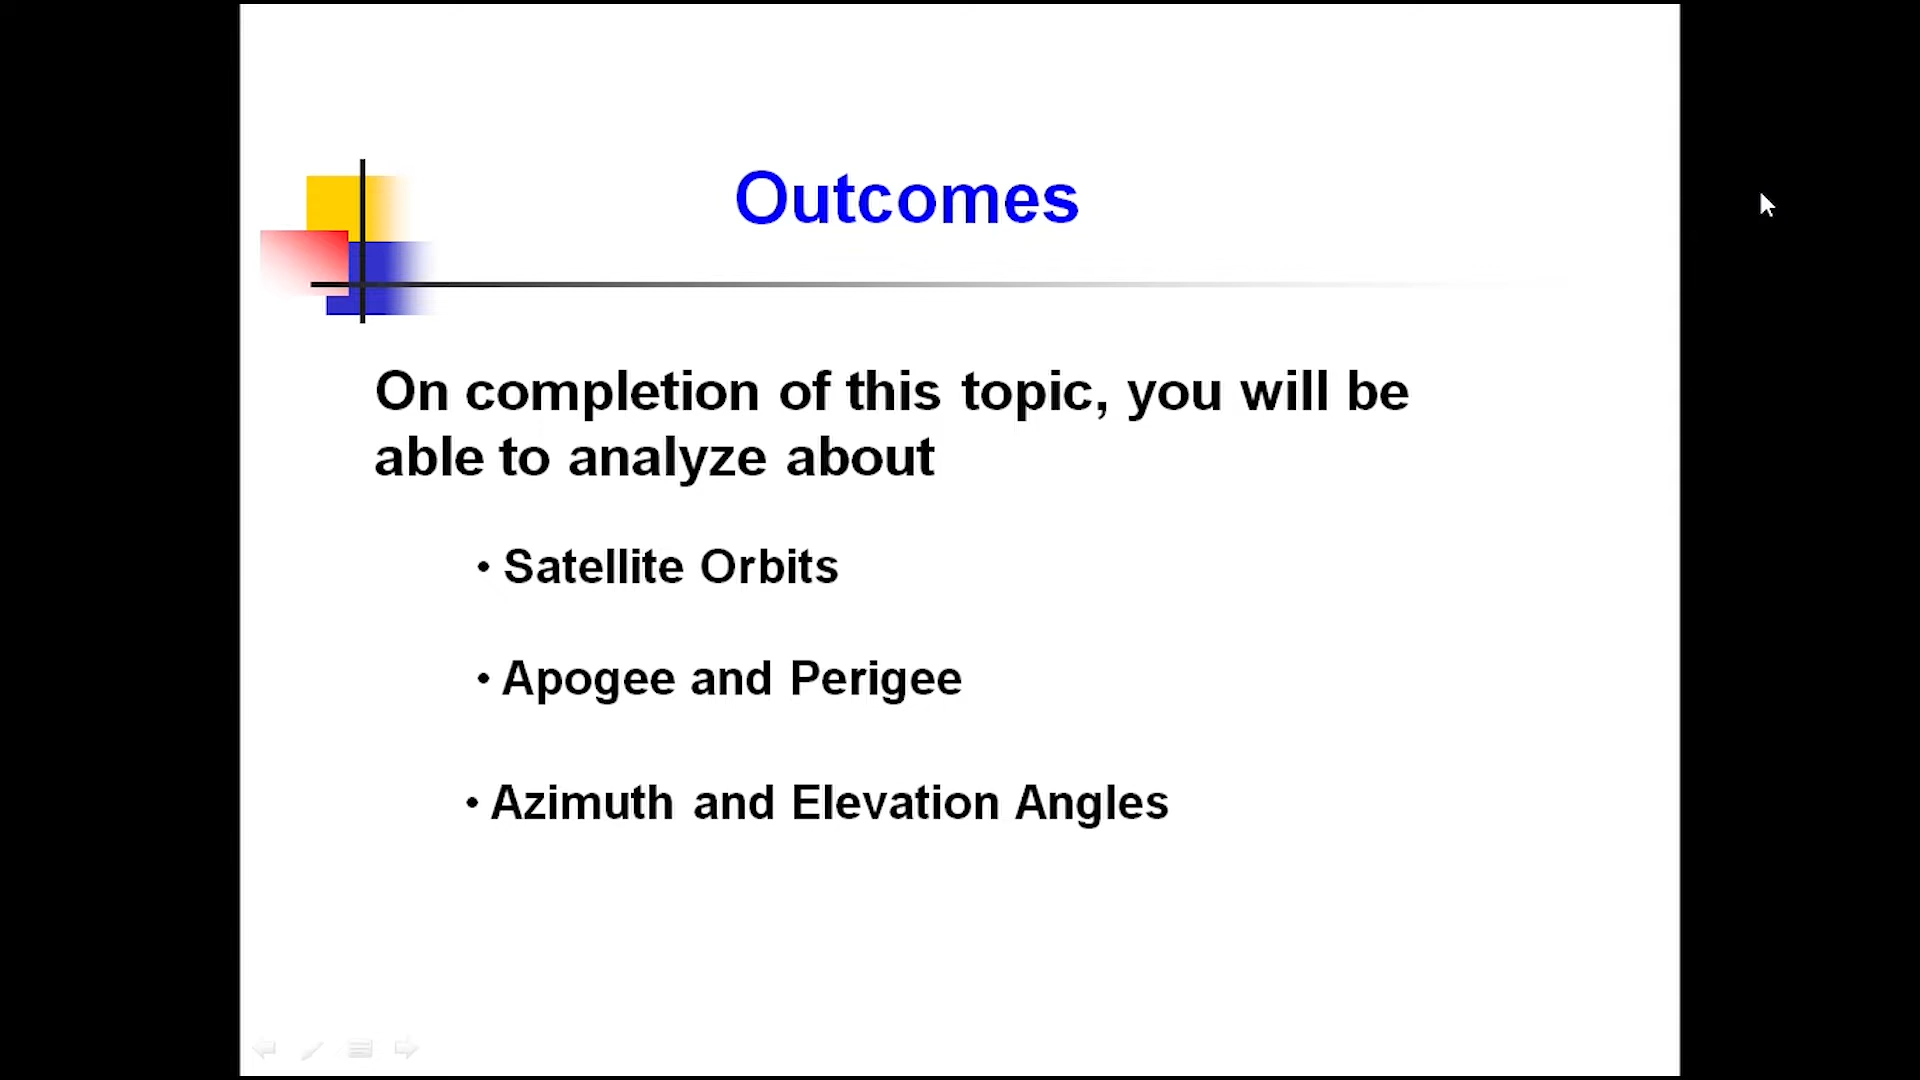 Outcomes
On completion of this topic, you will be
able to analyze about
• Satellite Orbits
• Apogee and Perigee
• Azimuth and Elevation Angles